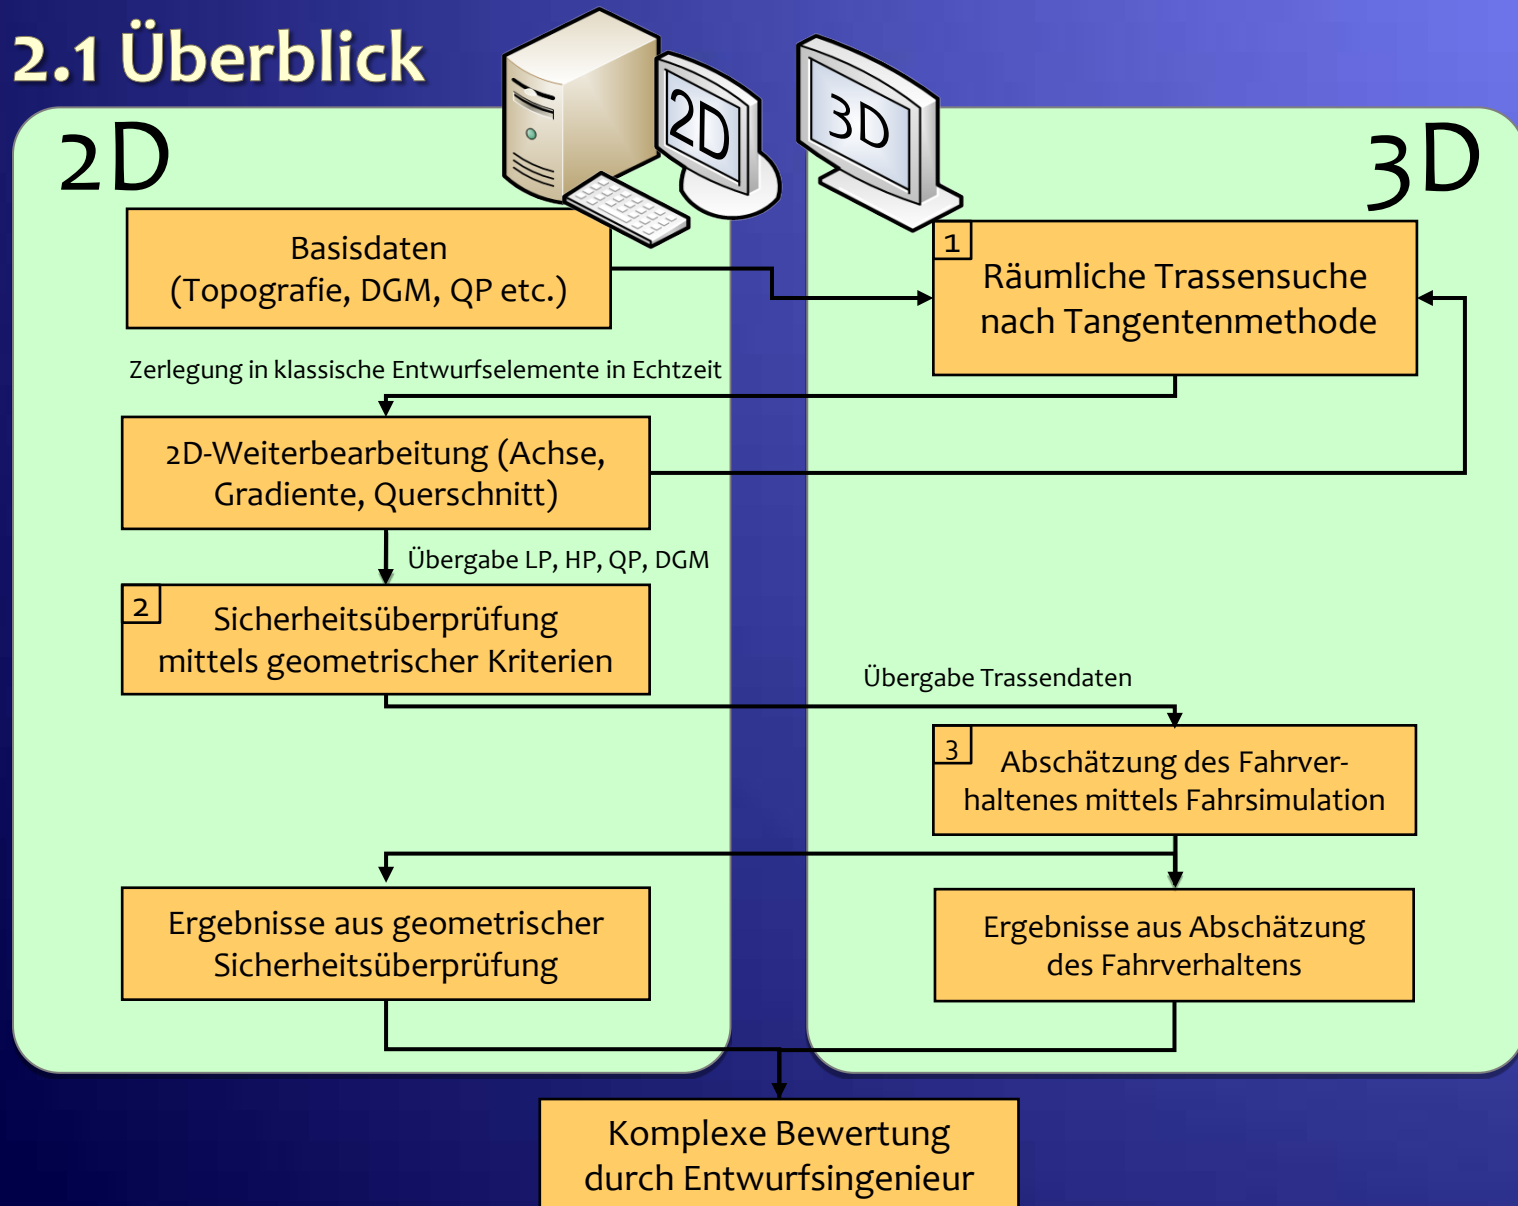 2.1 Überblick
2D
2D
3D
3D
Basisdaten
(Topografie, DGM, QP etc.)
1
Räumliche Trassensuche
nach Tangentenmethode
Zerlegung in klassische Entwurfselemente in Echtzeit
2D-Weiterbearbeitung (Achse,
Gradiente, Querschnitt)
Übergabe LP, HP, QP, DGM
2
Sicherheitsüberprüfung
mittels geometrischer Kriterien
Übergabe Trassendaten
3
Abschätzung des Fahrver-
haltenes mittels Fahrsimulation
Ergebnisse aus geometrischer
Sicherheitsüberprüfung
Ergebnisse aus Abschätzung
des Fahrverhaltens
Komplexe Bewertung
durch Entwurfsingenieur